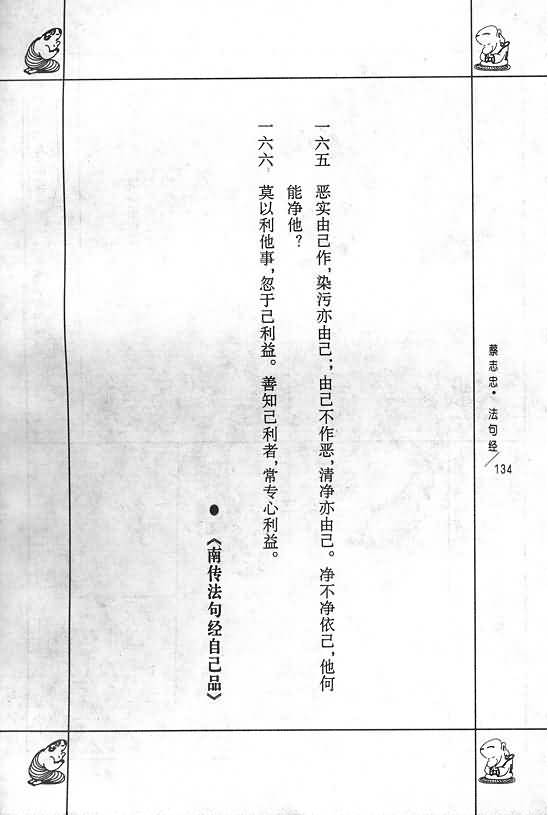 一六五 恶实由己作，染污亦由己；由己不作恶，清净亦由己。净不净依己，他何
能净他？
一六六 莫以利他事，忽于己利益。善知己利者，常专心利益。
●《南传法句经自己品》
蔡志忠•法句经/134